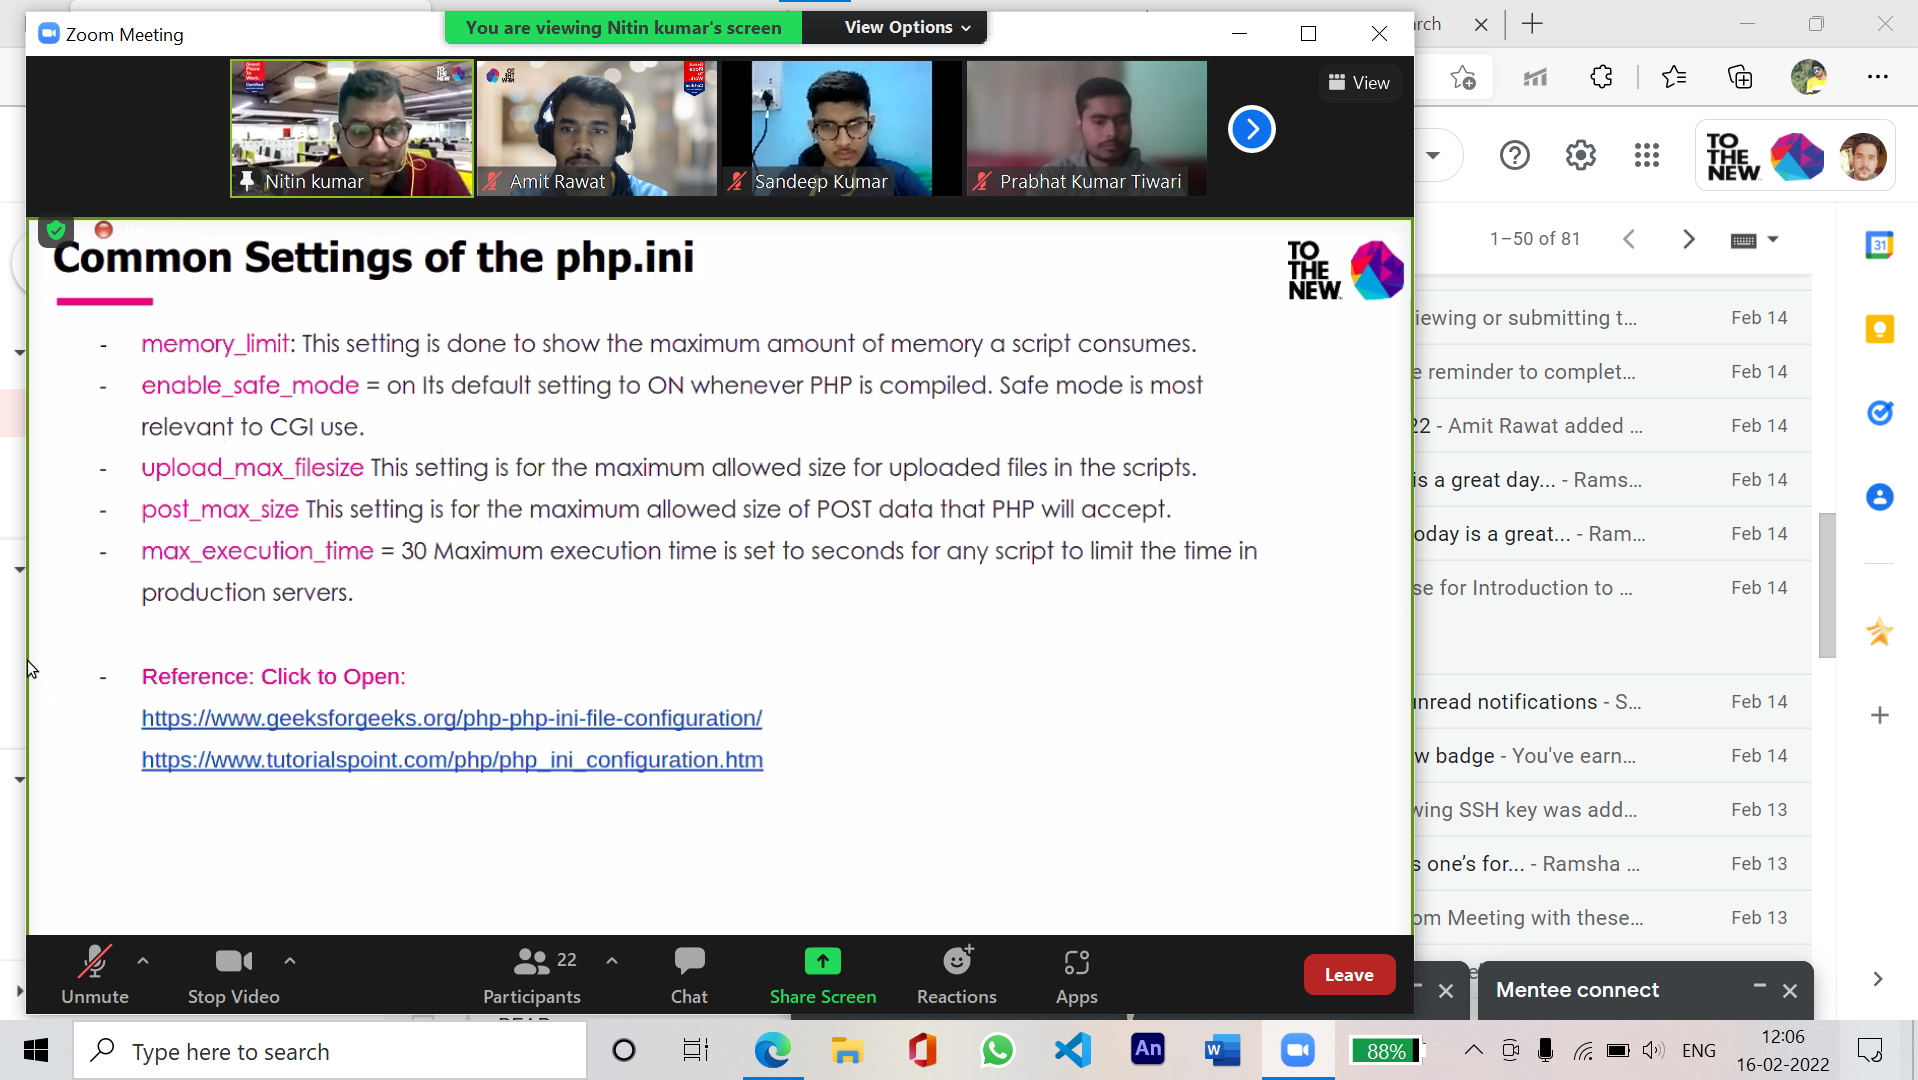 Zoom Meeting
You are viewing Nitin kumar's screen
View Options
rch
View
Nitin kumar
Amit Rawat
Sandeep Kumar
Prabhat Kumar Tiwari
TO
THE
NEW
Common Settings of the php.ini
TO
THE
NEW
- memory_limit: This setting is done to show the maximum amount of memory a script consumes.
- enable_safe_mode = on Its default setting to ON whenever PHP is compiled. Safe mode is most
relevant to CGI use.
- upload_max_filesize This setting is for the maximum allowed size for uploaded files in the scripts.
- post_max_size This setting is for the maximum allowed size of POST data that PHP will accept.
- max_execution_time = 30 Maximum execution time is set to seconds for any script to limit the time in
production servers.
- Reference: Click to Open:
https://www.geeksforgeeks.org/php-php-ini-file-configuration/
https://www.tutorialspoint.com/php/php_ini_configuration.htm
1–50 of 81
31
iewing or submitting t... Feb 14
e reminder to complet... Feb 14
22 - Amit Rawat added ... Feb 14
is a great day... - Rams... Feb 14
oday is a great... - Ram... Feb 14
se for Introduction to ... Feb 14
unread notifications - S... Feb 14
w badge - You've earn... Feb 14
wing SSH key was add... Feb 13
s one's for... - Ramsha ... Feb 13
om Meeting with these... Feb 13
Unmute
Stop Video
22
Participants
Chat
Share Screen
Reactions
Apps
Leave
Mentee connect
Type here to search
An
W
88%
ENG
12:06
16-02-2022